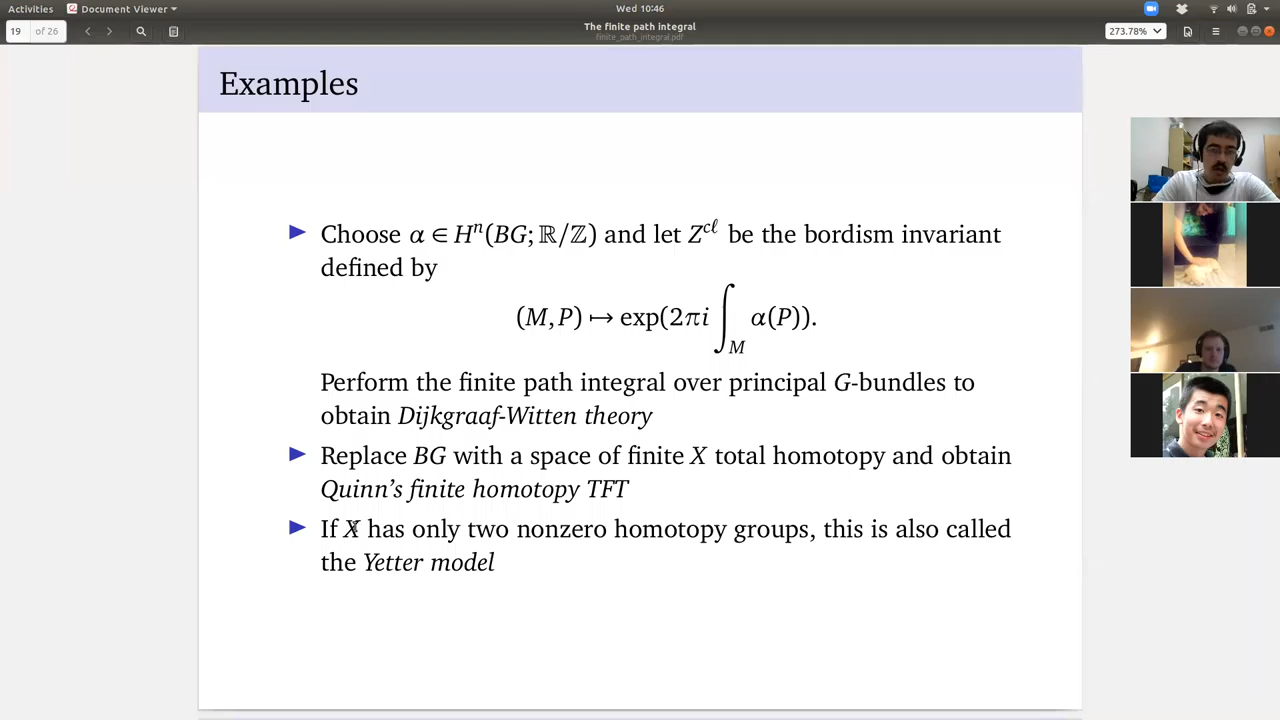 Activities Document Viewer Wed 10:46
19 of 26 The finite path integral 273.78%
finite_path_integral.pdf
Examples
Choose α ∈ Hⁿ(BG; ℝ/ℤ) and let Z^{cℓ} be the bordism invariant
defined by
(M, P) ↦ exp(2πi ∫_M α(P)).
Perform the finite path integral over principal G-bundles to
obtain Dijkgraaf-Witten theory
Replace BG with a space of finite X total homotopy and obtain
Quinn's finite homotopy TFT
If X has only two nonzero homotopy groups, this is also called
the Yetter model